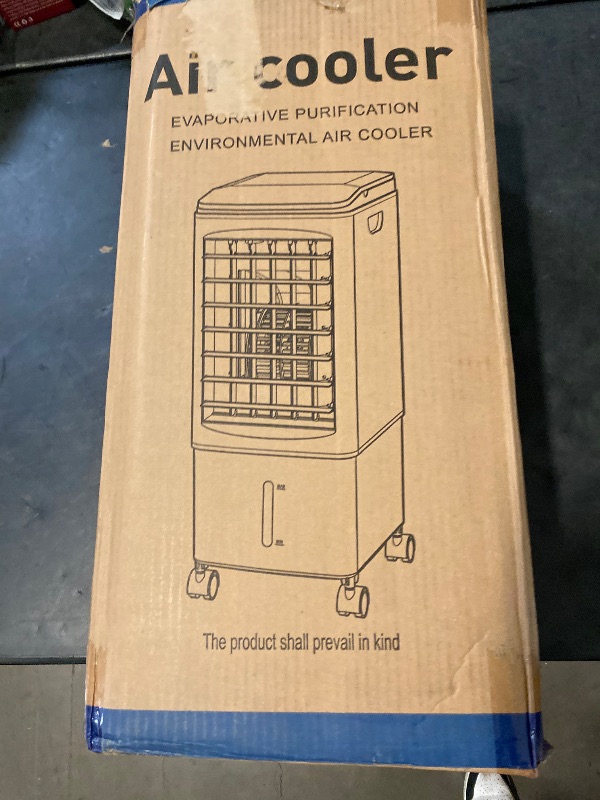 Air cooler
EVAPORATIVE PURIFICATION
ENVIRONMENTAL AIR COOLER
The product shall prevail in kind